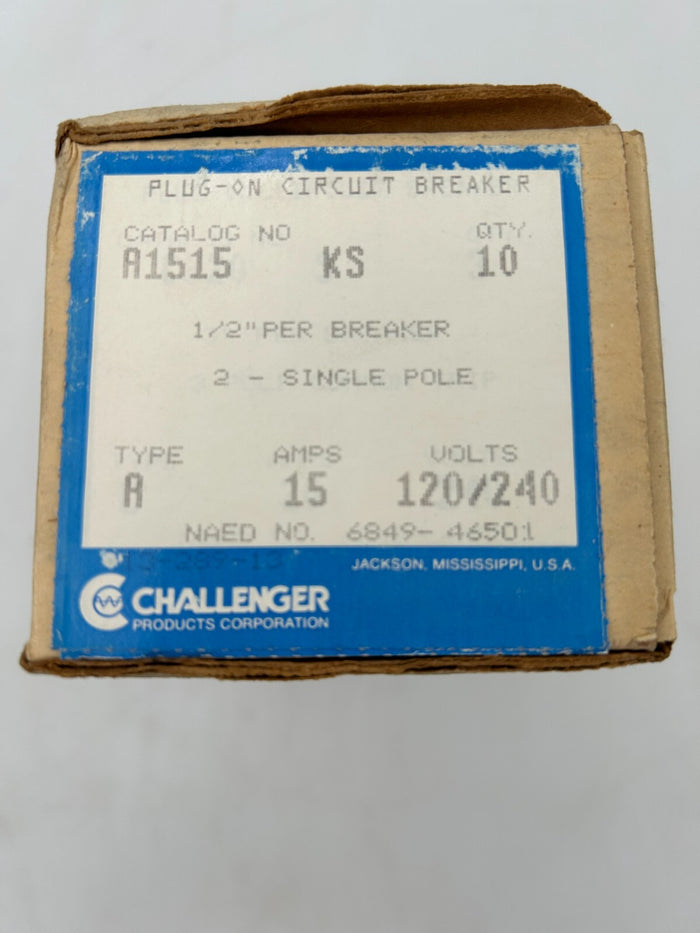 PLUG-ON CIRCUIT BREAKER
CATALOG NO QTY.
A1515 KS 10
1/2" PER BREAKER
2 - SINGLE POLE
TYPE AMPS VOLTS
A 15 120/240
NAED NO. 6849- 46501
JACKSON, MISSISSIPPI, U.S.A.
CHALLENGER
PRODUCTS CORPORATION